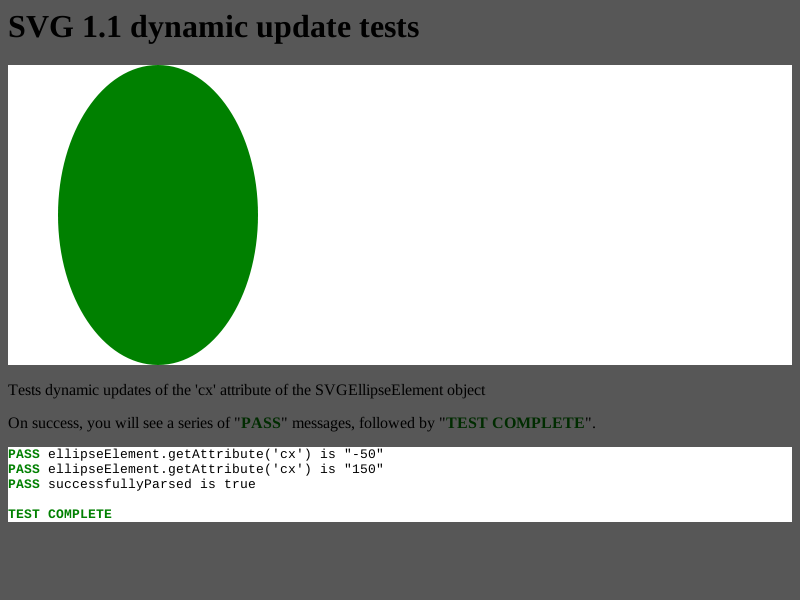 SVG 1.1 dynamic update tests
Tests dynamic updates of the 'cx' attribute of the SVGEllipseElement object
On success, you will see a series of "PASS" messages, followed by "TEST COMPLETE".
PASS ellipseElement.getAttribute('cx') is "-50"
PASS ellipseElement.getAttribute('cx') is "150"
PASS successfullyParsed is true
TEST COMPLETE